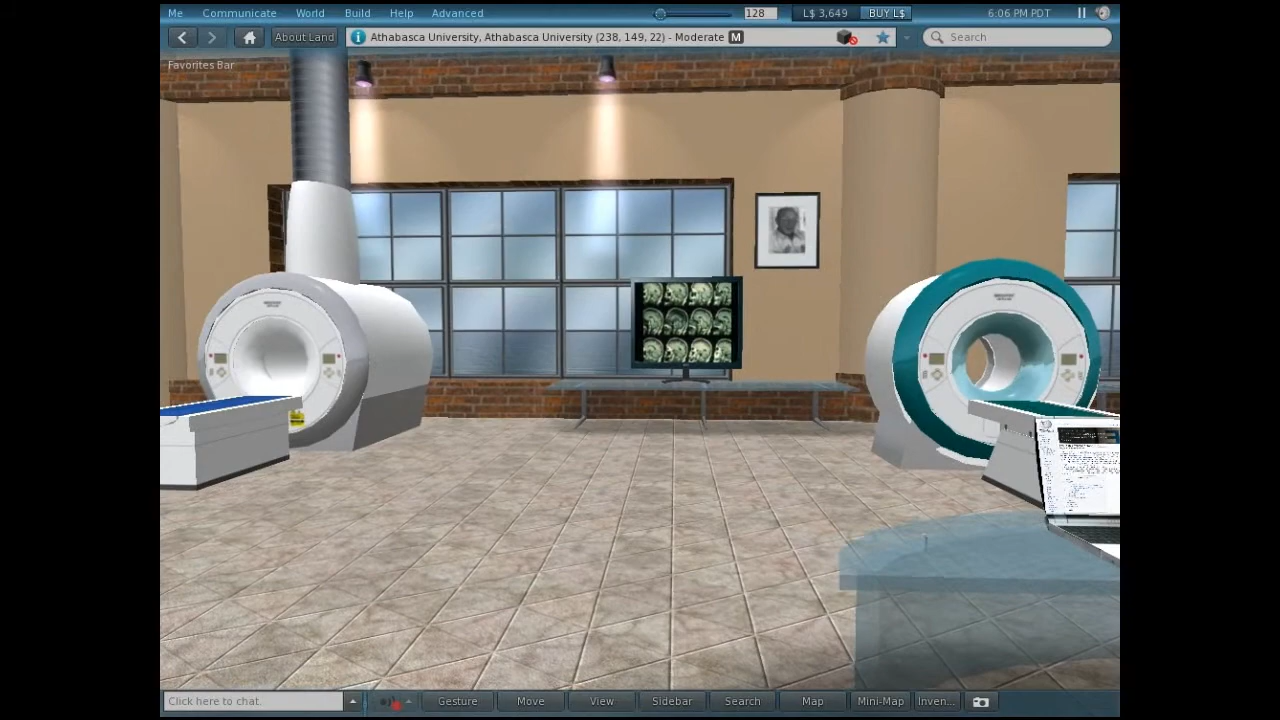 Me Communicate World Build Help Advanced 128 L$ 3,649 BUY L$ 6:06 PM PDT
About Land Athabasca University, Athabasca University (238, 149, 22) - Moderate M Search
Favorites Bar
Click here to chat. Gesture Move View Sidebar Search Map Mini-Map Inven...